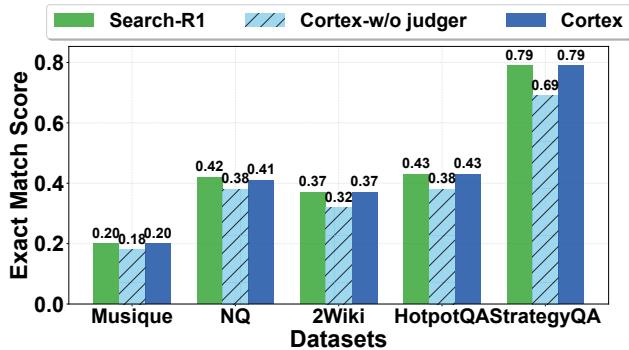 Search-R1 Cortex-w/o judger Cortex
Exact Match Score
0.8
0.6
0.4
0.2
0.0
0.20 0.18 0.20
0.42 0.38 0.41
0.37 0.32 0.37
0.43 0.38 0.43
0.79 0.69 0.79
Musique NQ 2Wiki HotpotQA StrategyQA
Datasets